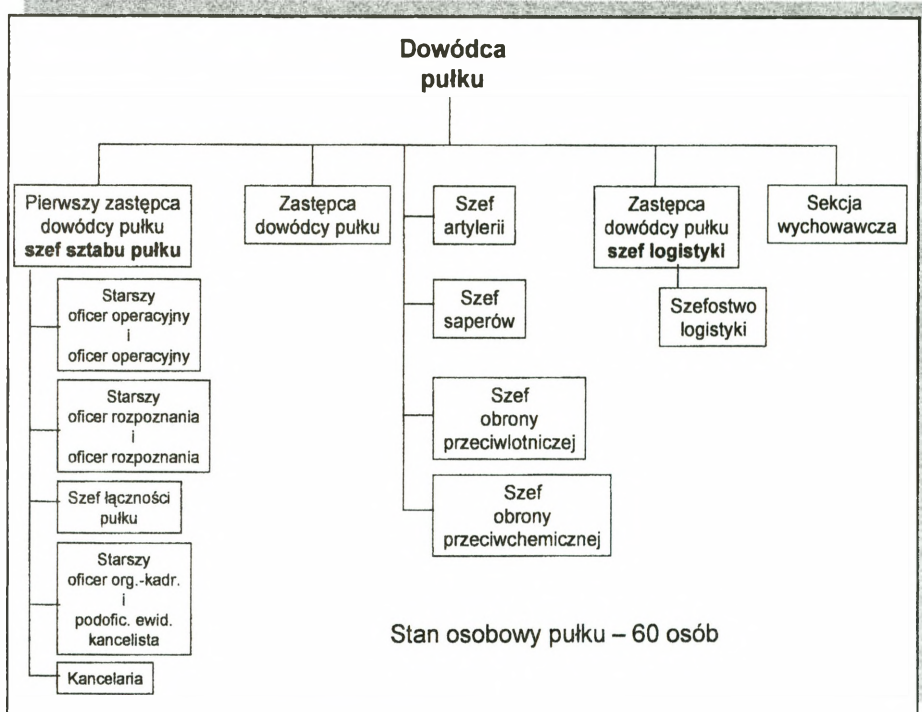 Dowódca
pułku
Pierwszy zastępca
dowódcy pułku
szef sztabu pułku
Starszy
oficer operacyjny
i
oficer operacyjny
Starszy
oficer rozpoznania
i
oficer rozpoznania
Szef łączności
pułku
Starszy
oficer org.-kadr.
i
podofic. ewid.
kancelista
Kancelaria
Zastępca
dowódcy pułku
Szef
artylerii
Szef
saperów
Szef
obrony
przeciwlotniczej
Szef
obrony
przeciwchemicznej
Zastępca
dowódcy pułku
szef logistyki
Szefostwo
logistyki
Sekcja
wychowawcza
Stan osobowy pułku – 60 osób